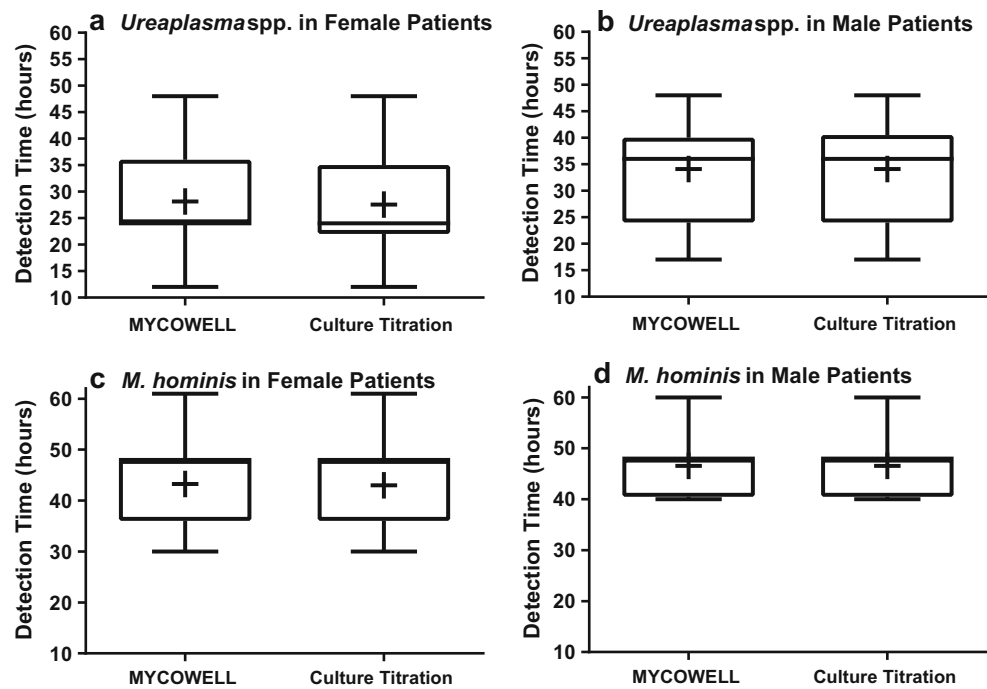 a Ureaplasma spp. in Female Patients
60
55
50
45
40
35
30
25
20
15
10
Detection Time (hours)
MYCOWELL Culture Titration
b Ureaplasma spp. in Male Patients
60
55
50
45
40
35
30
25
20
15
10
Detection Time (hours)
MYCOWELL Culture Titration
c M. hominis in Female Patients
60
50
40
30
20
10
Detection Time (hours)
MYCOWELL Culture Titration
d M. hominis in Male Patients
60
50
40
30
20
10
Detection Time (hours)
MYCOWELL Culture Titration